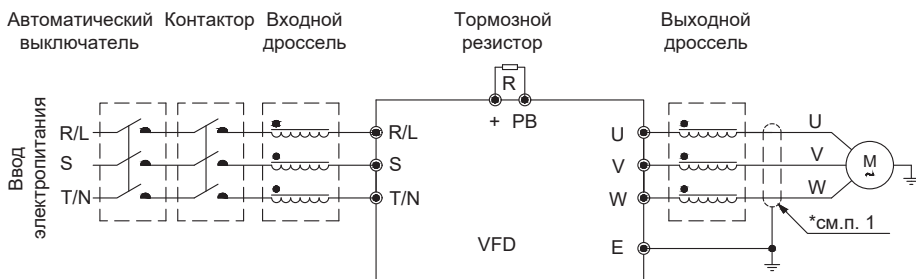 Автоматический выключатель
Контактор
Входной дроссель
Тормозной резистор
Выходной дроссель
Ввод электропитания
R/L
S
T/N
R/L
S
T/N
R
+ PB
VFD
U
V
W
E
U
V
W
M
~
*см.п. 1